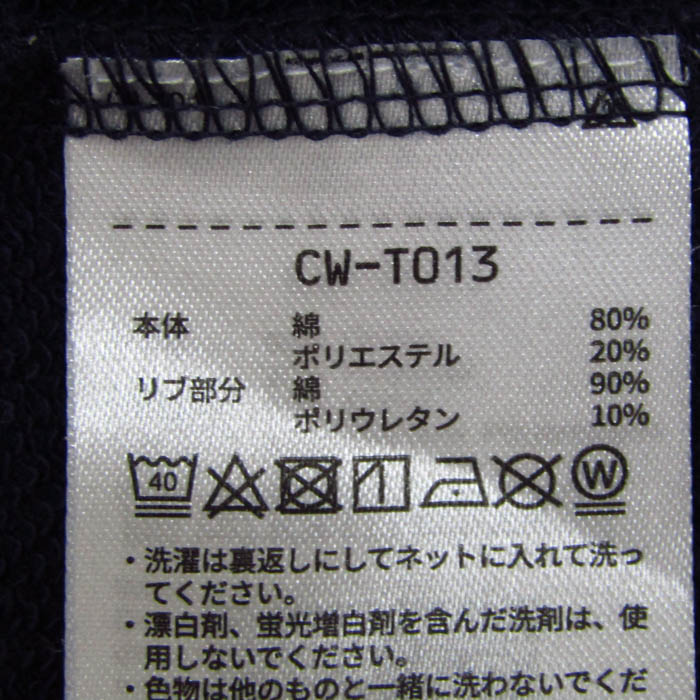 CW-T013
本体 綿 80%
ポリエステル 20%
リブ部分 綿 90%
ポリウレタン 10%
40 W
・洗濯は裏返しにしてネットに入れて洗っ
てください。
・漂白剤、蛍光増白剤を含んだ洗剤は、使
用しないでください。
・色物は他のものと一緒に洗わないでくだ